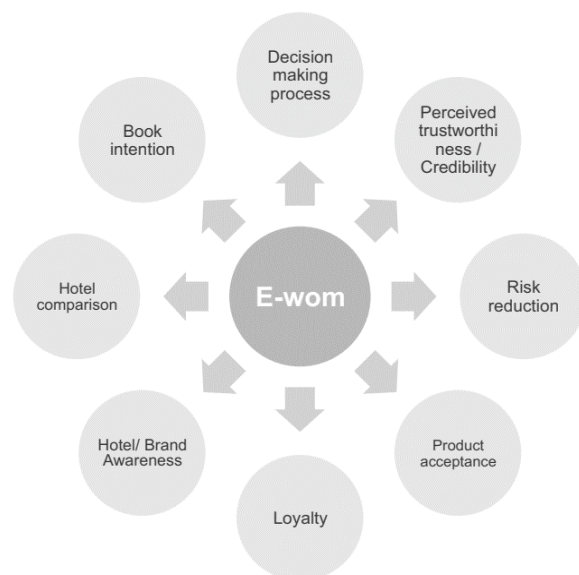 Decision
making
process
Perceived
trustworthi
ness /
Credibility
Risk
reduction
Product
acceptance
Loyalty
Hotel/ Brand
Awareness
Hotel
comparison
Book
intention
E-wom